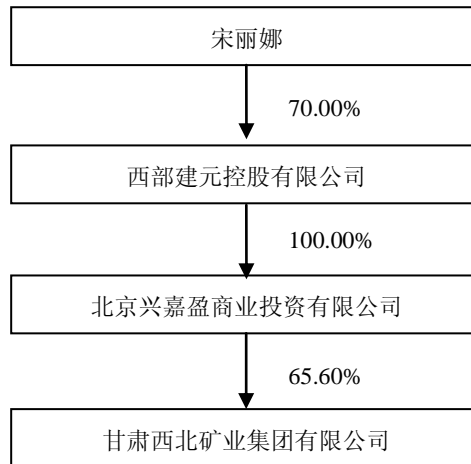 宋丽娜
70.00%
西部建元控股有限公司
100.00%
北京兴嘉盈商业投资有限公司
65.60%
甘肃西北矿业集团有限公司